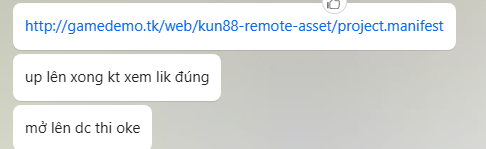 http://gamedemo.tk/web/kun88-remote-asset/project.manifest
up lên xong kt xem lik đúng
mở lên dc thi oke